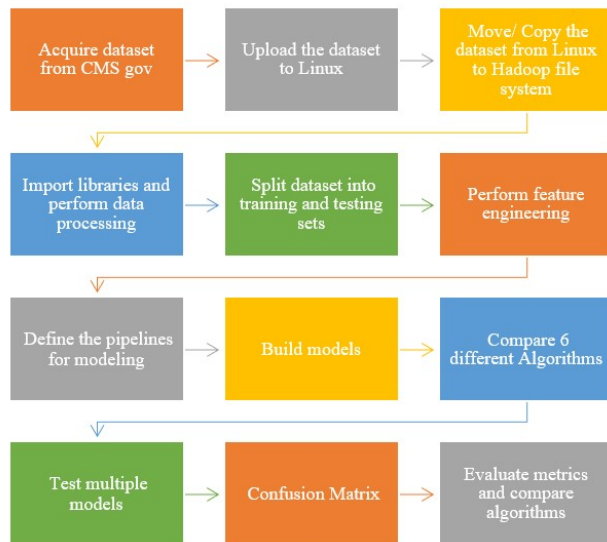 Acquire dataset
from CMS gov
Upload the dataset
to Linux
Move/ Copy the
dataset from Linux
to Hadoop file
system
Import libraries and
perform data
processing
Split dataset into
training and testing
sets
Perform feature
engineering
Define the pipelines
for modeling
Build models
Compare 6
different Algorithms
Test multiple
models
Confusion Matrix
Evaluate metrics
and compare
algorithms